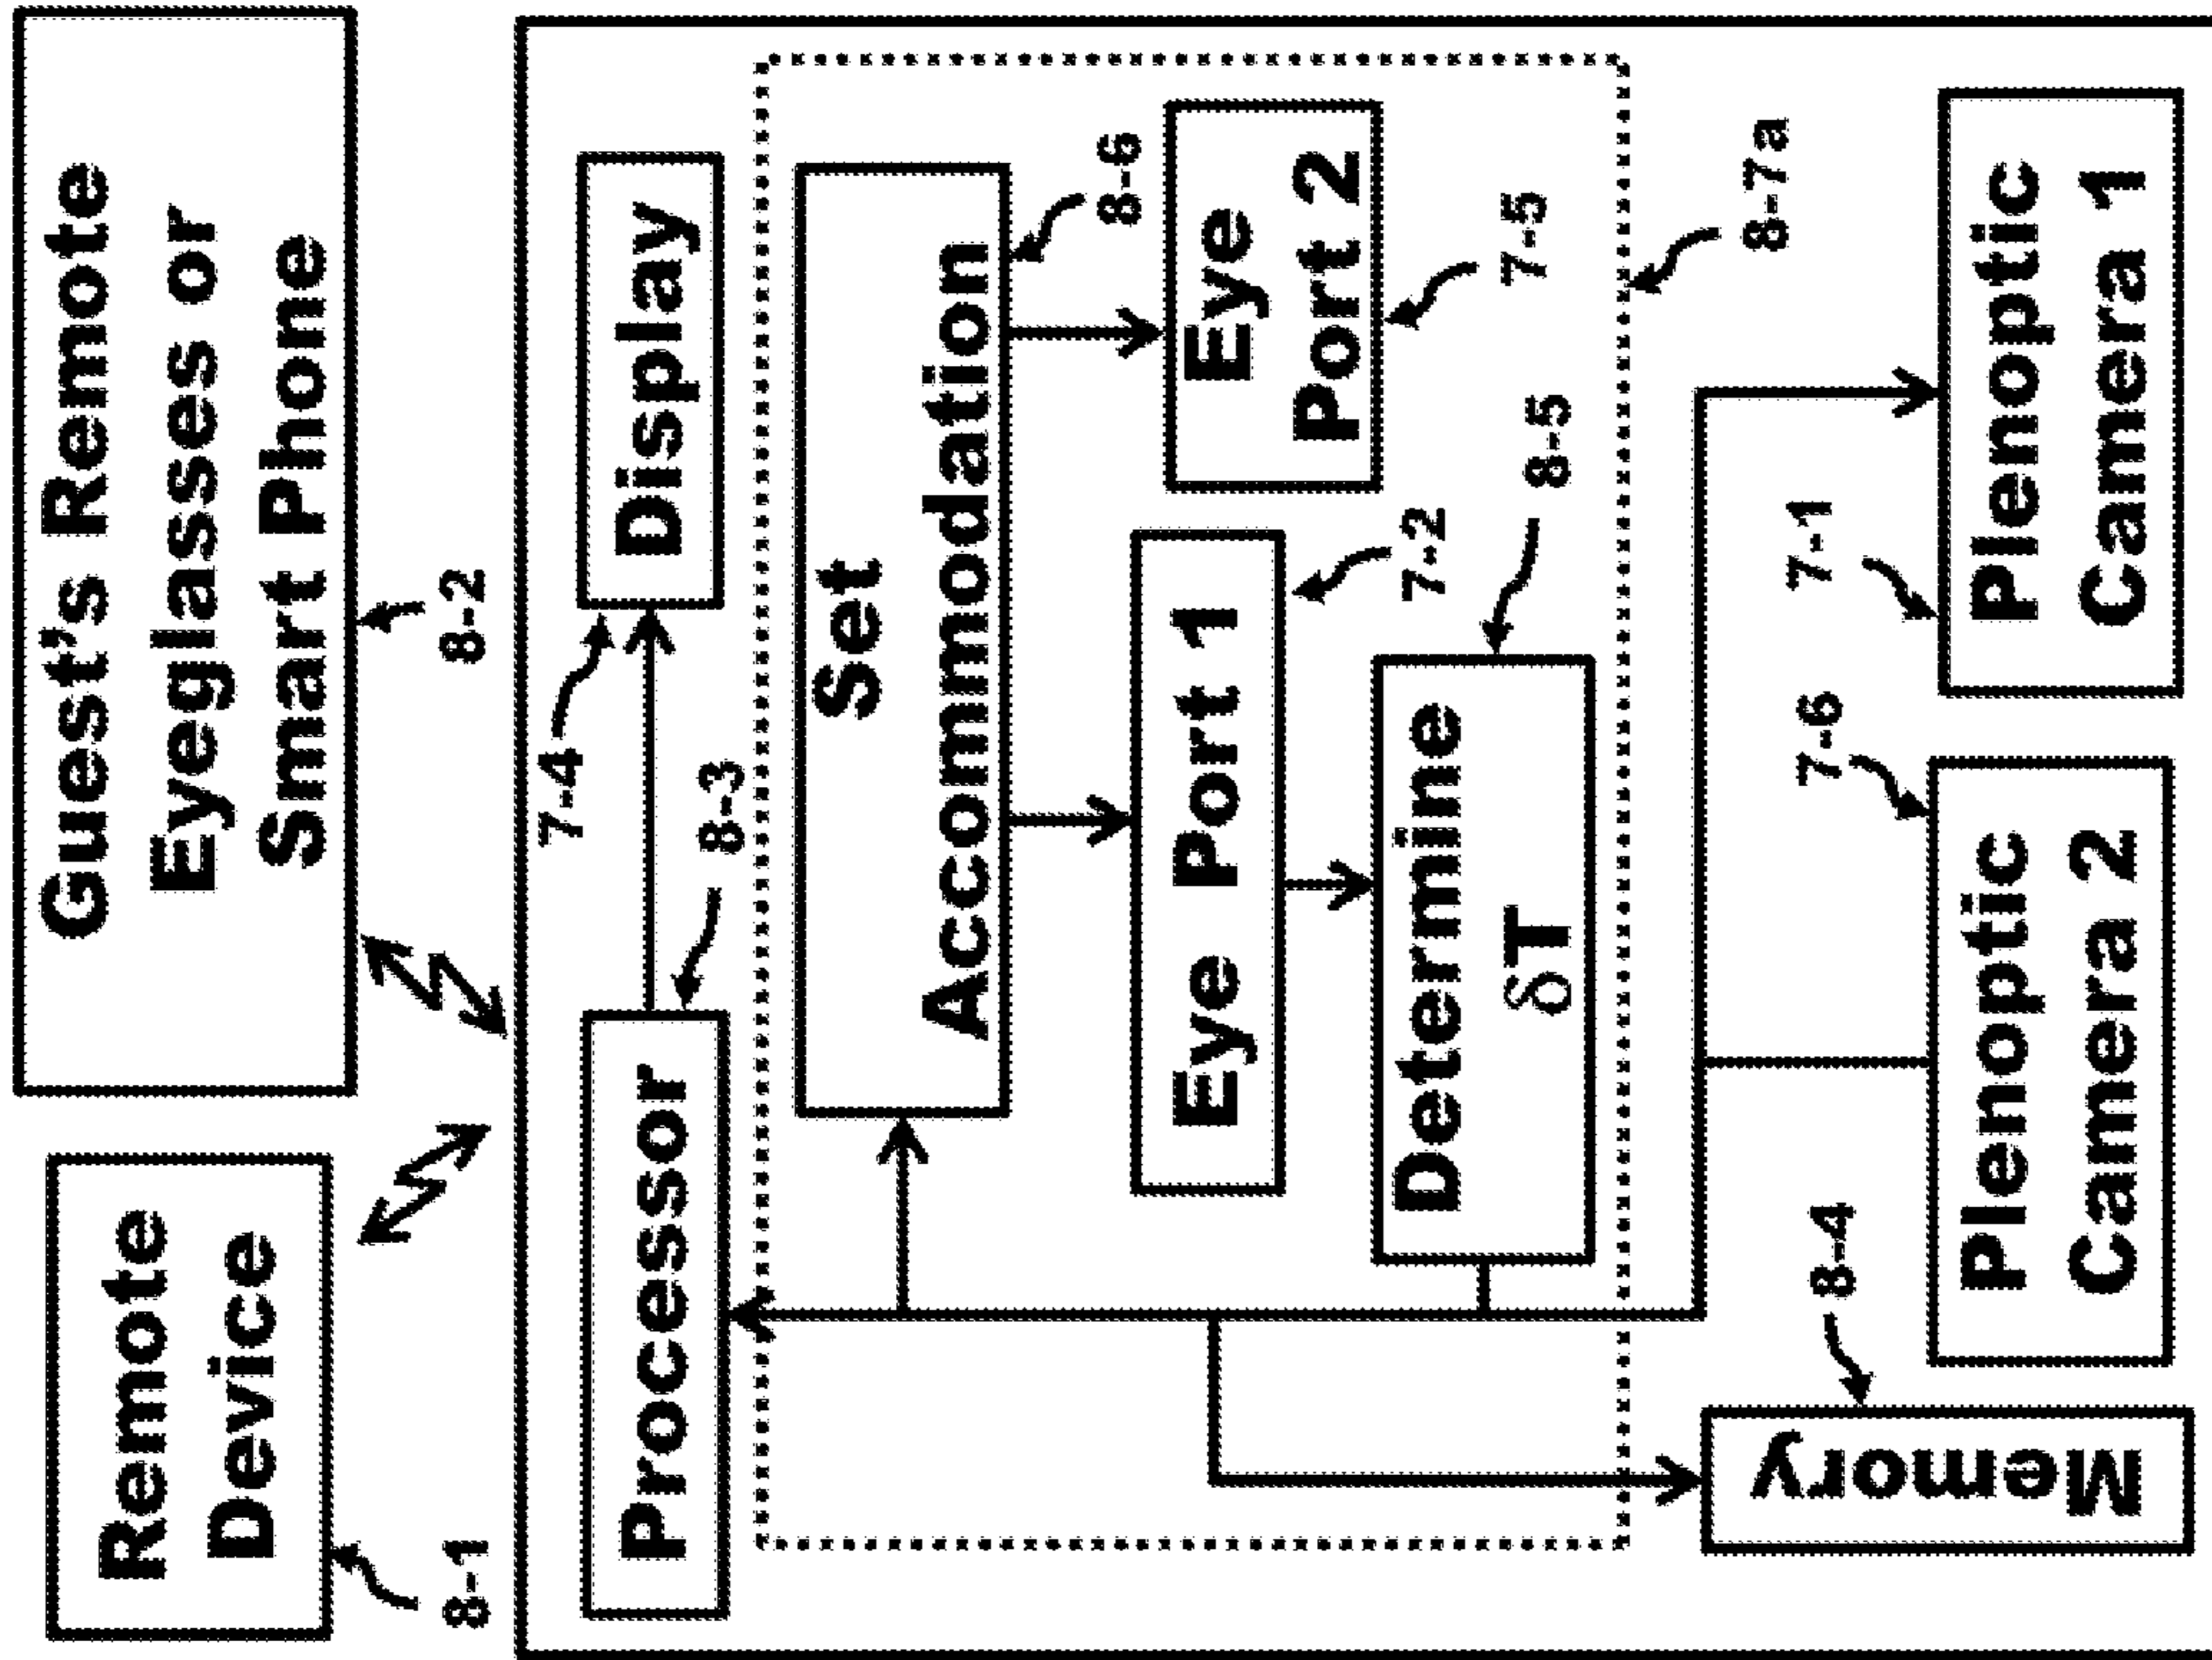 Remote
Device
8-1
Guest's Remote
Eyeglasses or
Smart Phone
8-2
Processor
8-3
7-4
Display
Set
Accommodation
8-6
Eye Port 1
7-2
Eye
Port 2
7-5
Determine
δT
8-5
8-7a
Memory
8-4
Plenoptic
Camera 2
7-6
Plenoptic
Camera 1
7-1